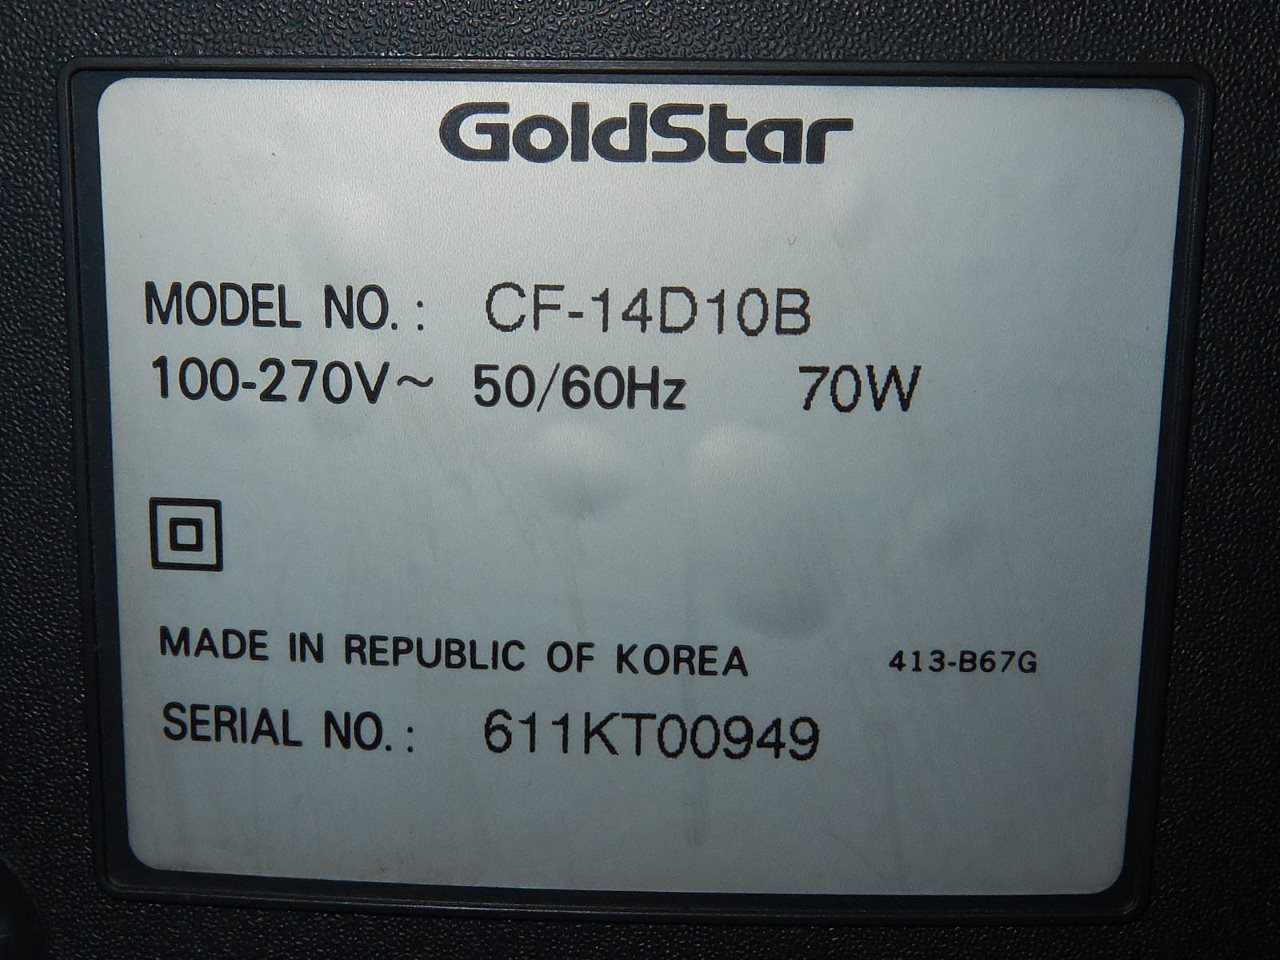 GoldStar
MODEL NO.: CF-14D10B
100-270V~ 50/60Hz 70W
MADE IN REPUBLIC OF KOREA 413-B67G
SERIAL NO.: 611KT00949